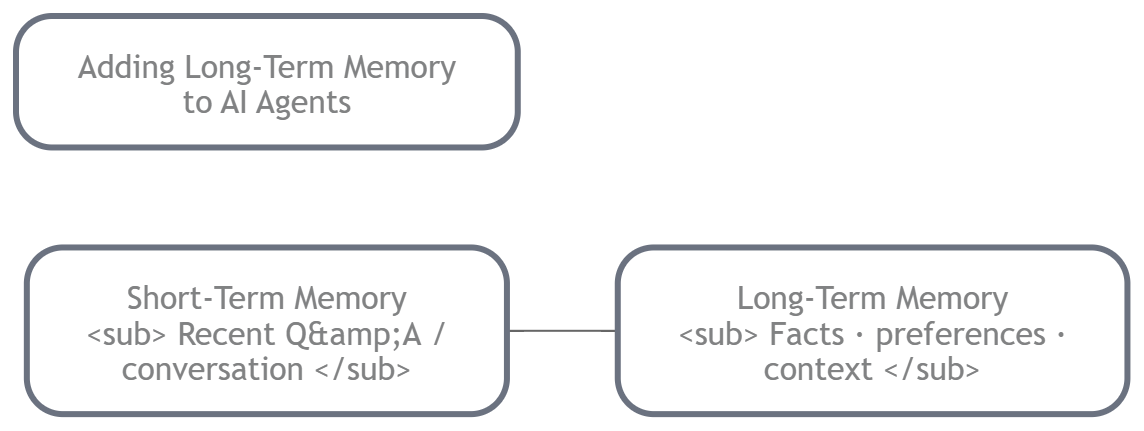 Adding Long-Term Memory
to AI Agents
Short-Term Memory
<sub> Recent Q&amp;A /
conversation </sub>
Long-Term Memory
<sub> Facts · preferences ·
context </sub>